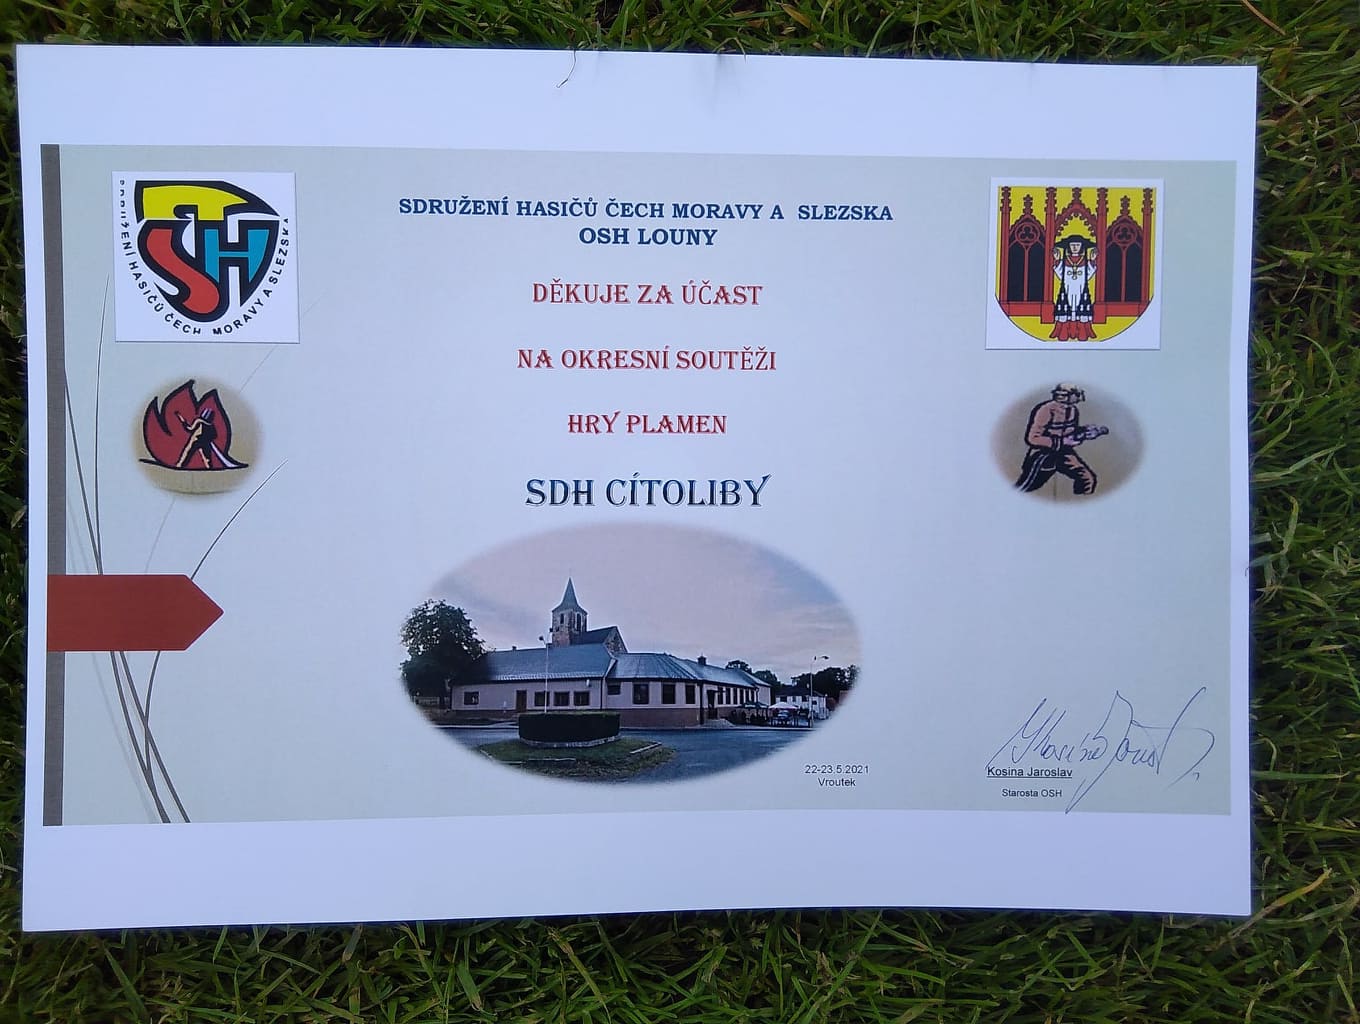 SDRUŽENÍ HASIČŮ ČECH MORAVY A SLEZSKA
SDRUŽENÍ HASIČŮ ČECH MORAVY A SLEZSKA
OSH LOUNY
DĚKUJE ZA ÚČAST
NA OKRESNÍ SOUTĚŽI
HRY PLAMEN
SDH CÍTOLIBY
22-23.5.2021
Vroutek
Kosina Jaroslav
Starosta OSH